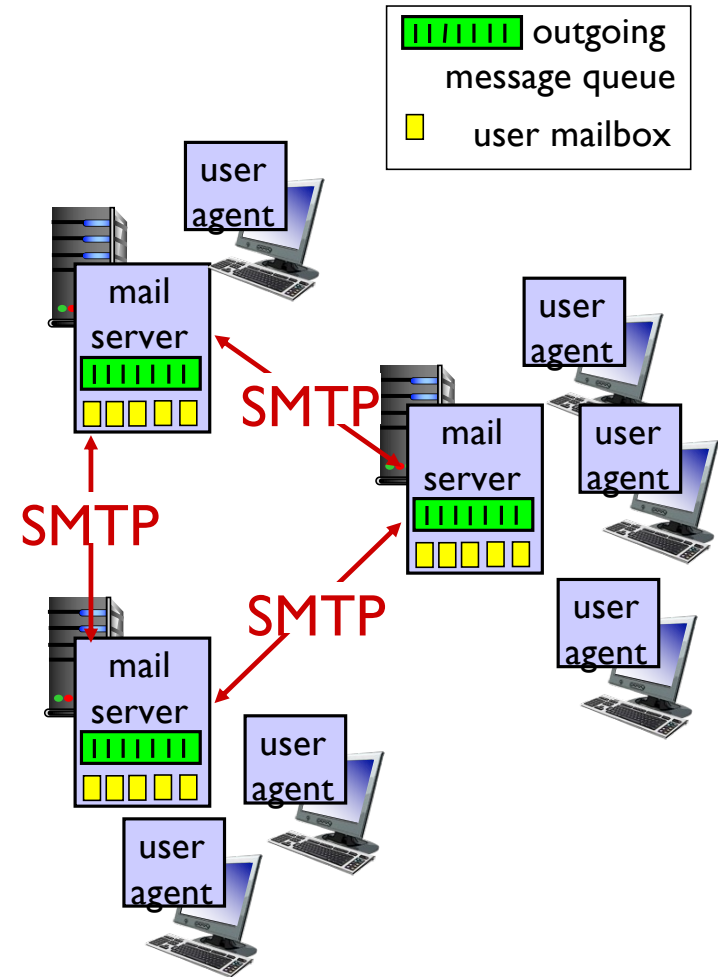 outgoing
message queue
user mailbox
user
agent
mail
server
SMTP
user
agent
mail
server
user
agent
SMTP
SMTP
user
agent
mail
server
user
agent
user
agent